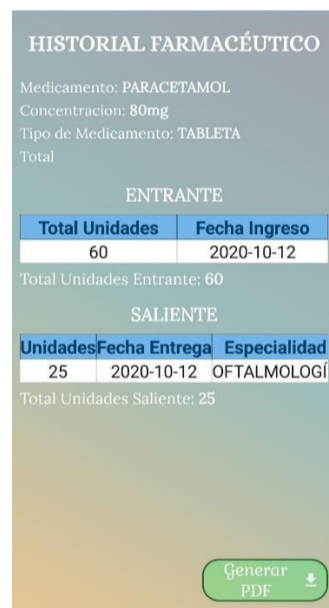 HISTORIAL FARMACÉUTICO
Medicamento: PARACETAMOL
Concentracion: 80mg
Tipo de Medicamento: TABLETA
Total
ENTRANTE
Total Unidades Fecha Ingreso
60 2020-10-12
Total Unidades Entrante: 60
SALIENTE
Unidades Fecha Entrega Especialidad
25 2020-10-12 OFTALMOLOGÍ
Total Unidades Saliente: 25
Generar
PDF